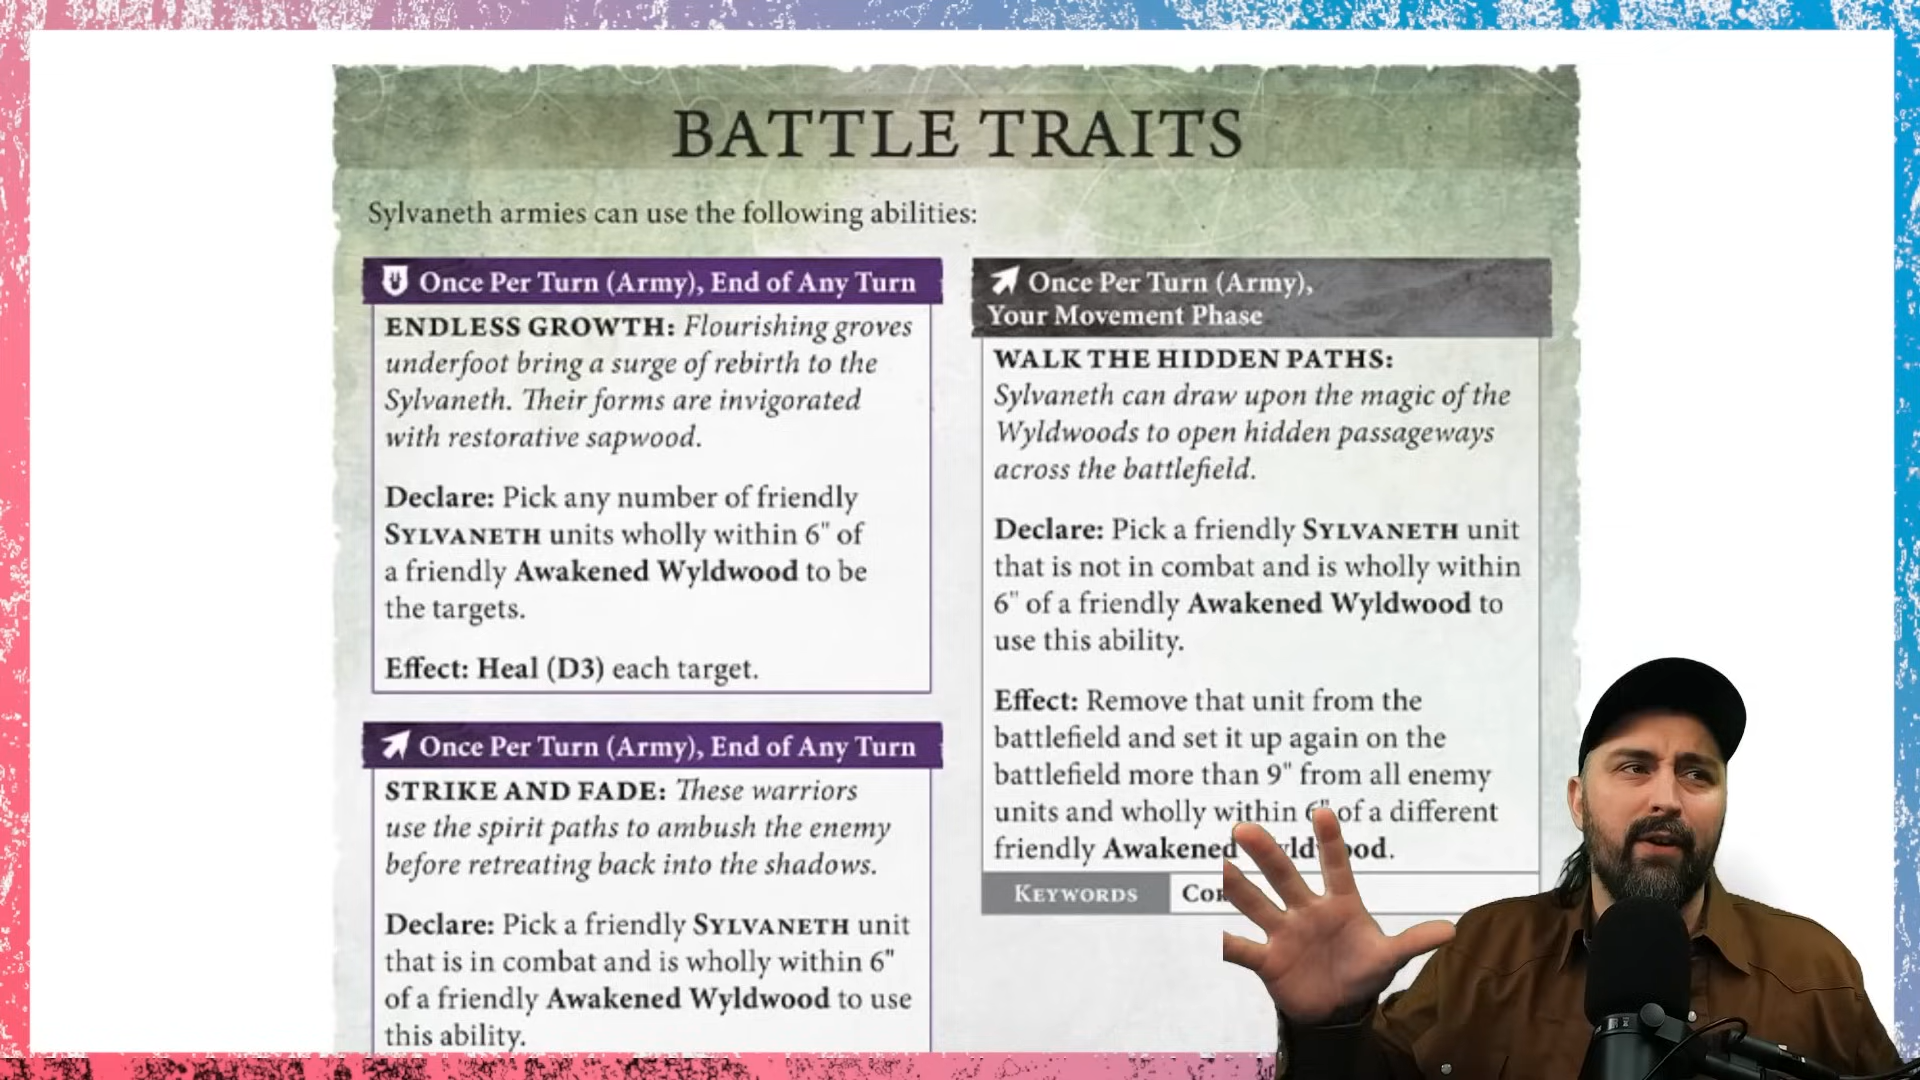 BATTLE TRAITS
Sylvaneth armies can use the following abilities:
Once Per Turn (Army), End of Any Turn
ENDLESS GROWTH: Flourishing groves
underfoot bring a surge of rebirth to the
Sylvaneth. Their forms are invigorated
with restorative sapwood.
Declare: Pick any number of friendly
SYLVANETH units wholly within 6" of
a friendly Awakened Wyldwood to be
the targets.
Effect: Heal (D3) each target.
Once Per Turn (Army), End of Any Turn
STRIKE AND FADE: These warriors
use the spirit paths to ambush the enemy
before retreating back into the shadows.
Declare: Pick a friendly SYLVANETH unit
that is in combat and is wholly within 6"
of a friendly Awakened Wyldwood to use
this ability.
Once Per Turn (Army),
Your Movement Phase
WALK THE HIDDEN PATHS:
Sylvaneth can draw upon the magic of the
Wyldwoods to open hidden passageways
across the battlefield.
Declare: Pick a friendly SYLVANETH unit
that is not in combat and is wholly within
6" of a friendly Awakened Wyldwood to
use this ability.
Effect: Remove that unit from the
battlefield and set it up again on the
battlefield more than 9" from all enemy
units and wholly within 6" of a different
friendly Awakened
KEYWORDS